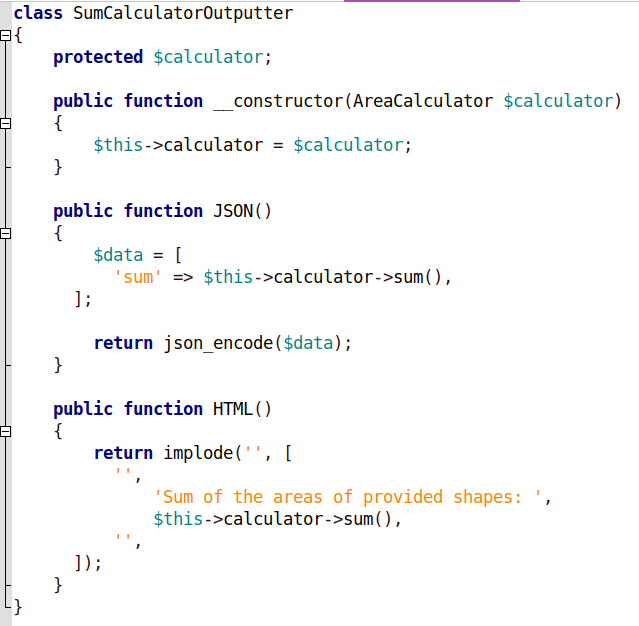 class SumCalculatorOutputter
{
    protected $calculator;

    public function __constructor(AreaCalculator $calculator)
    {
        $this->calculator = $calculator;
    }

    public function JSON()
    {
        $data = [
          'sum' => $this->calculator->sum(),
      ];

        return json_encode($data);
    }

    public function HTML()
    {
        return implode('', [
          '',
              'Sum of the areas of provided shapes: ',
              $this->calculator->sum(),
          '',
      ]);
    }
}